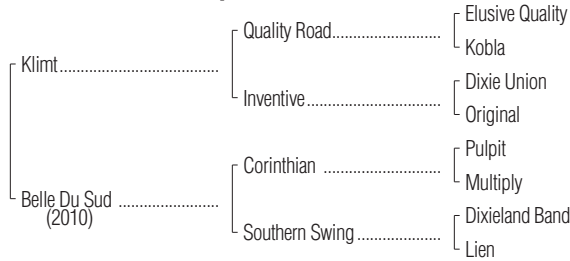 Elusive Quality
Quality Road
Kobla
Klimt
Dixie Union
Inventive
Original
Pulpit
Corinthian
Multiply
Belle Du Sud
(2010)
Dixieland Band
Southern Swing
Lien